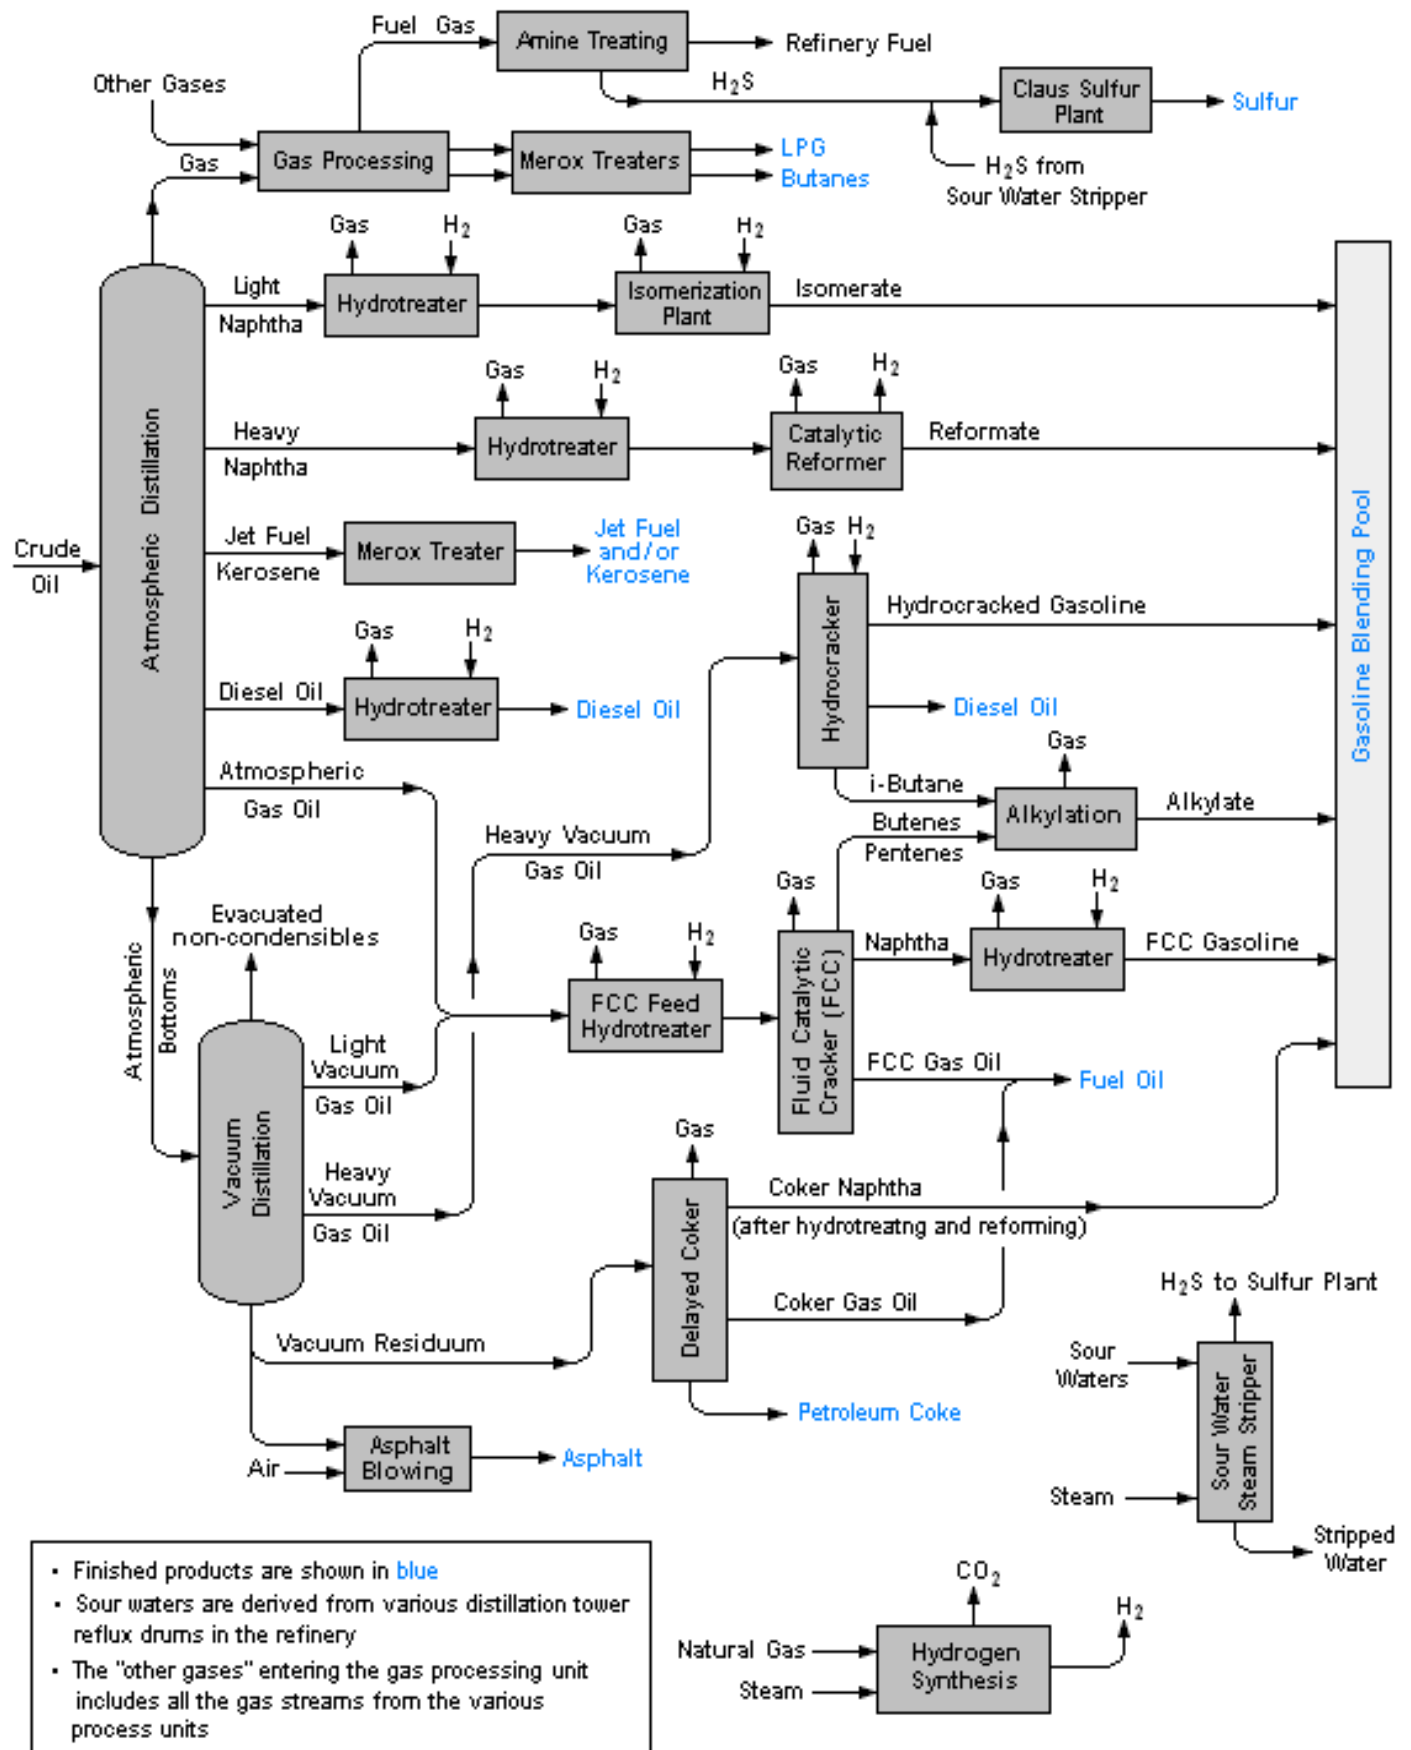 Fuel Gas
Amine Treating
Refinery Fuel
Other Gases
H₂S
Claus Sulfur
Plant
Sulfur
Gas
Gas Processing
Merox Treaters
LPG
Butanes
H₂S from
Sour Water Stripper
Gas
H₂
Gas
H₂
Light
Naphtha
Hydrotreater
Isomerization
Plant
Isomerate
Gas
H₂
Gas
H₂
Heavy
Naphtha
Hydrotreater
Catalytic
Reformer
Reformate
Atmospheric Distillation
Gasoline Blending Pool
Crude
Oil
Jet Fuel
Kerosene
Merox Treater
Jet Fuel
and/or
Kerosene
Gas
H₂
Hydrocracker
Hydrocracked Gasoline
Gas
H₂
Diesel Oil
Hydrotreater
Diesel Oil
Diesel Oil
Atmospheric
Gas Oil
i-Butane
Gas
Butenes
Pentenes
Alkylation
Alkylate
Heavy Vacuum
Gas Oil
Evacuated
non-condensibles
Atmospheric
Bottoms
Gas
H₂
FCC Feed
Hydrotreater
Gas
Fluid Catalytic
Cracker (FCC)
Naphtha
Gas
H₂
Hydrotreater
FCC Gasoline
Light
Vacuum
Gas Oil
FCC Gas Oil
Fuel Oil
Vacuum
Distillation
Heavy
Vacuum
Gas Oil
Gas
Delayed Coker
Coker Naphtha
(after hydrotreatng and reforming)
Coker Gas Oil
Vacuum Residuum
Petroleum Coke
Air
Asphalt
Blowing
Asphalt
H₂S to Sulfur Plant
Sour
Waters
Sour Water
Steam Stripper
Steam
Stripped
Water
• Finished products are shown in blue
• Sour waters are derived from various distillation tower
reflux drums in the refinery
• The "other gases" entering the gas processing unit
includes all the gas streams from the various
process units
CO₂
H₂
Natural Gas
Steam
Hydrogen
Synthesis